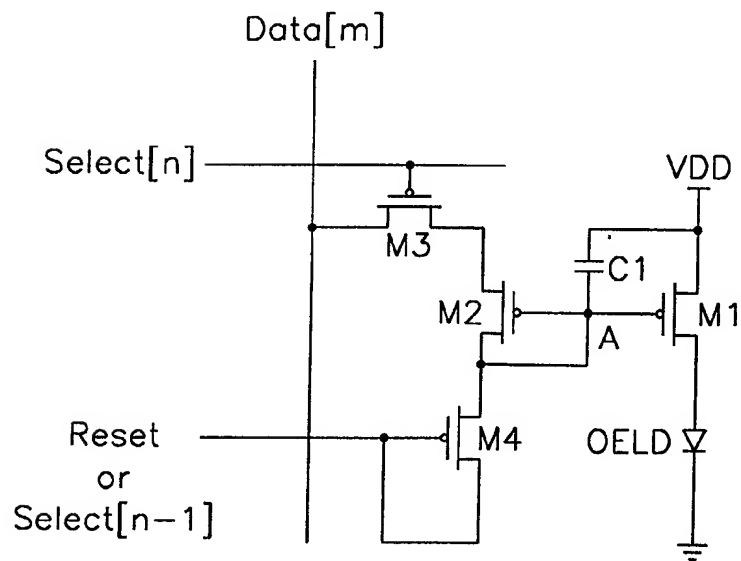 Data[m]
Select[n]
VDD
M3
C1
M2
M1
A
Reset
or
Select[n-1]
M4
OELD